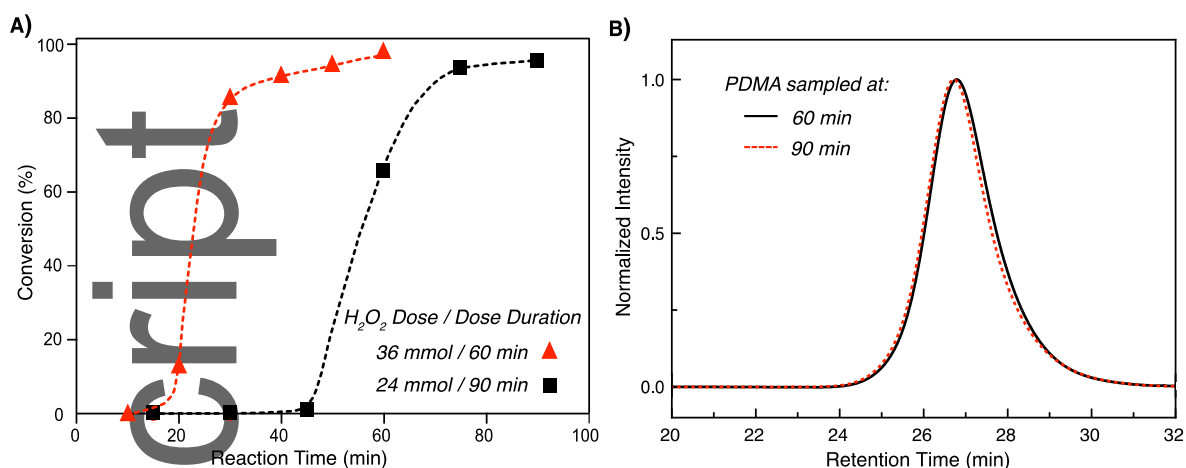 A)
100
80
60
40
20
0
Conversion (%)
0
20
40
60
80
100
Reaction Time (min)
H₂O₂ Dose / Dose Duration
36 mmol / 60 min
24 mmol / 90 min
cript
B)
1.0
0.5
0.0
Normalized Intensity
20
22
24
26
28
30
32
Retention Time (min)
PDMA sampled at:
60 min
90 min